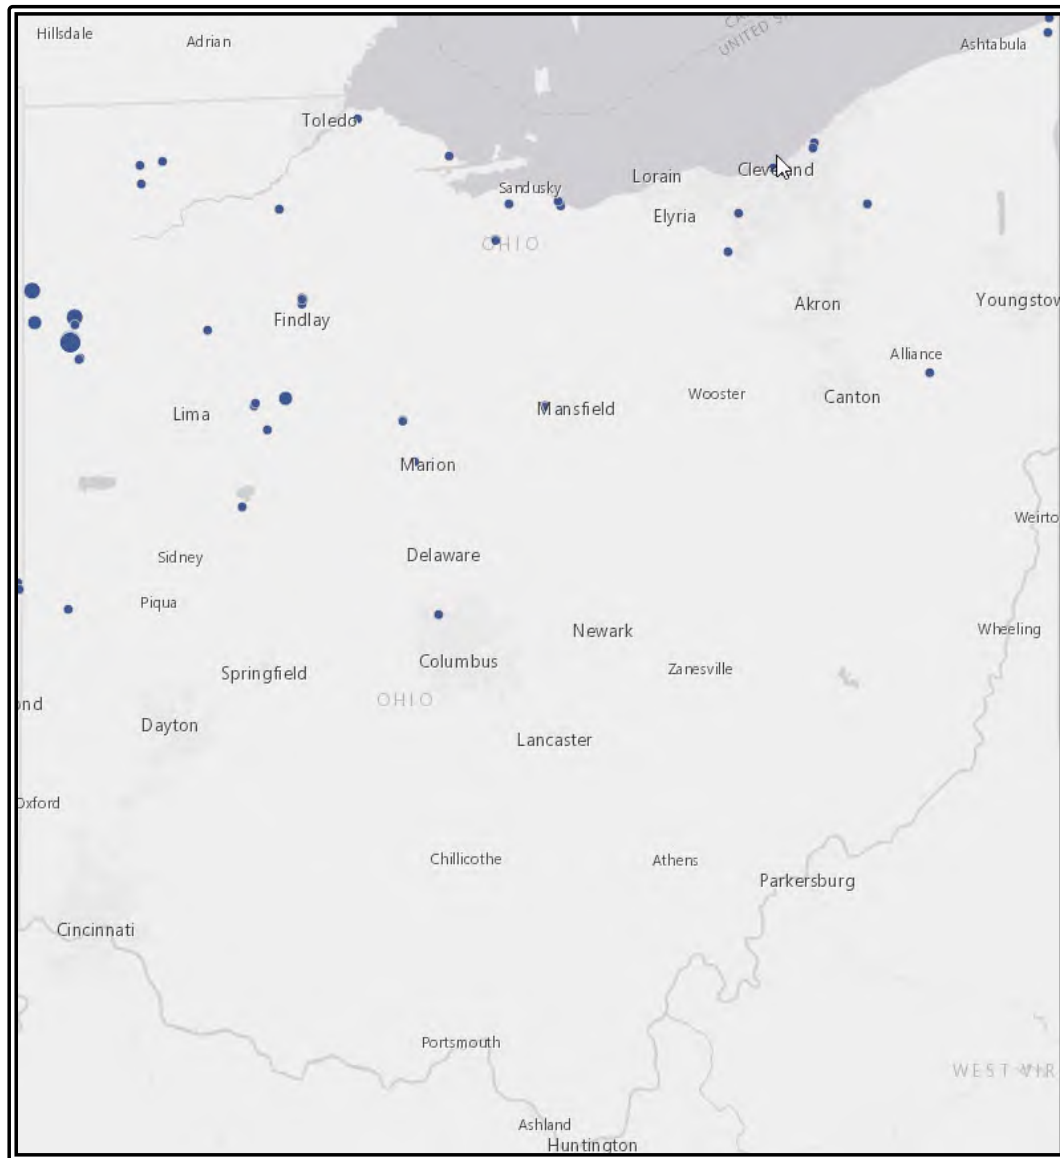 Hillsdale
Adrian
UNITED S
Ashtabula
Toledo
Cleveland
Lorain
Sandusky
Elyria
OHIO
Akron
Youngstow
Findlay
Alliance
Wooster
Canton
Lima
Mansfield
Marion
Weirto
Sidney
Delaware
Piqua
Newark
Wheeling
Columbus
Zanesville
Springfield
OHIO
ond
Dayton
Lancaster
Oxford
Chillicothe
Athens
Parkersburg
Cincinnati
Portsmouth
WEST VIR
Ashland
Huntington